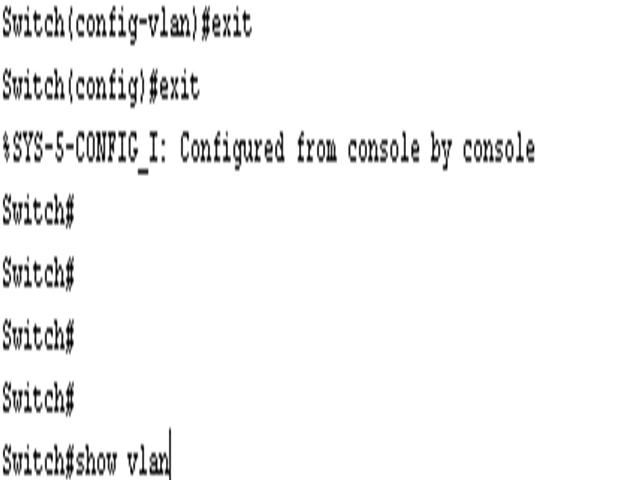 Switch(config-vlan)#exit
Switch(config)#exit
%SYS-5-CONFIG_I: Configured from console by console
Switch#
Switch#
Switch#
Switch#
Switch#show vlan